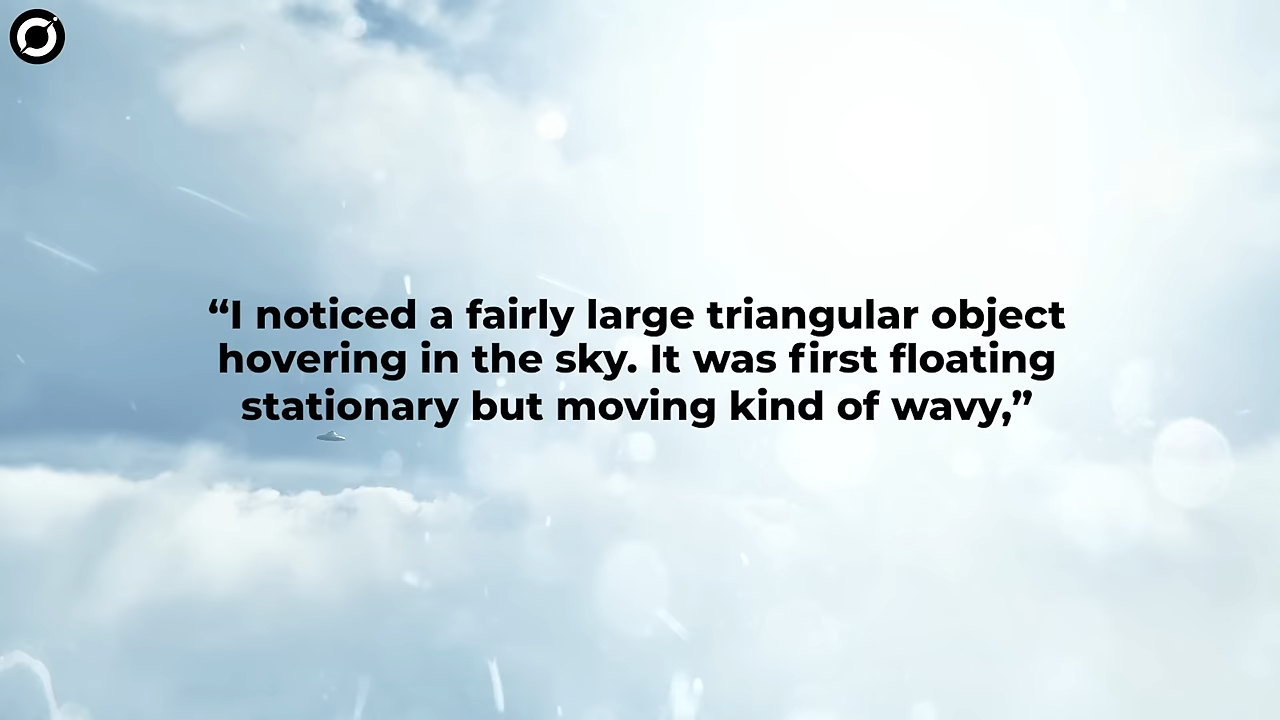 “I noticed a fairly large triangular object
hovering in the sky. It was first floating
stationary but moving kind of wavy,”